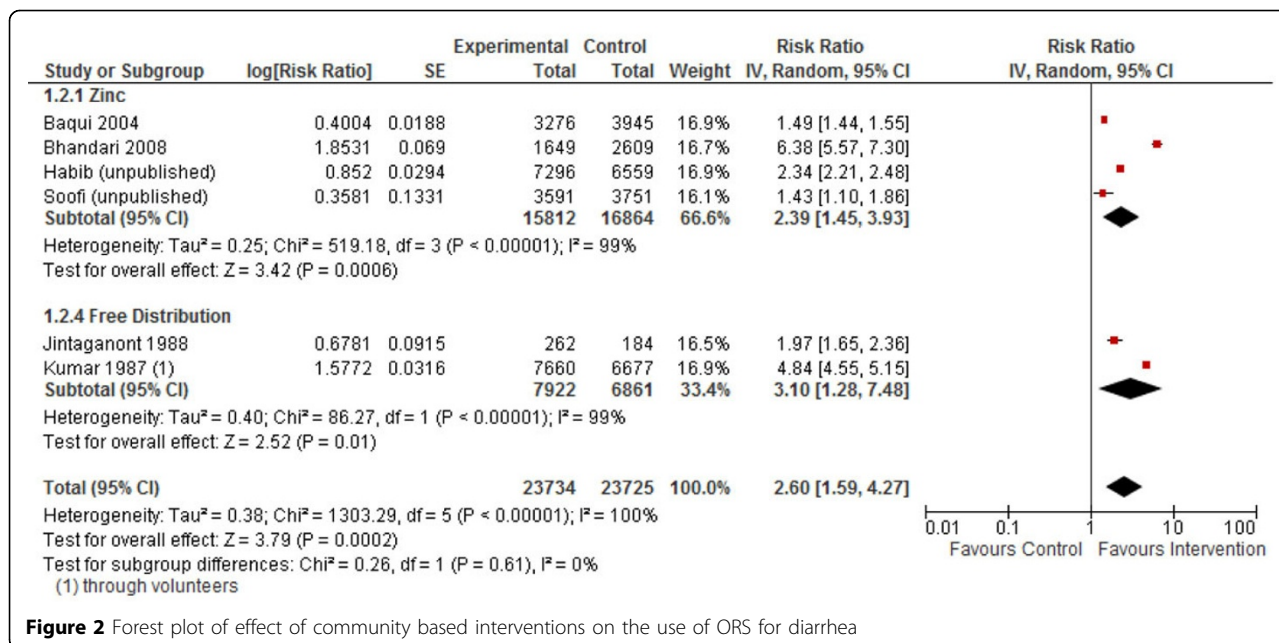 Experimental Control Risk Ratio Risk Ratio
Study or Subgroup log[Risk Ratio] SE Total Total Weight IV, Random, 95% CI IV, Random, 95% CI
1.2.1 Zinc
Baqui 2004 0.4004 0.0188 3276 3945 16.9% 1.49 [1.44, 1.55]
Bhandari 2008 1.8531 0.069 1649 2609 16.7% 6.38 [5.57, 7.30]
Habib (unpublished) 0.852 0.0294 7296 6559 16.9% 2.34 [2.21, 2.48]
Soofi (unpublished) 0.3581 0.1331 3591 3751 16.1% 1.43 [1.10, 1.86]
Subtotal (95% CI) 15812 16864 66.6% 2.39 [1.45, 3.93]
Heterogeneity: Tau² = 0.25; Chi² = 519.18, df = 3 (P < 0.00001); I² = 99%
Test for overall effect: Z = 3.42 (P = 0.0006)
1.2.4 Free Distribution
Jintaganont 1988 0.6781 0.0915 262 184 16.5% 1.97 [1.65, 2.36]
Kumar 1987 (1) 1.5772 0.0316 7660 6677 16.9% 4.84 [4.55, 5.15]
Subtotal (95% CI) 7922 6861 33.4% 3.10 [1.28, 7.48]
Heterogeneity: Tau² = 0.40; Chi² = 86.27, df = 1 (P < 0.00001); I² = 99%
Test for overall effect: Z = 2.52 (P = 0.01)
Total (95% CI) 23734 23725 100.0% 2.60 [1.59, 4.27]
Heterogeneity: Tau² = 0.38; Chi² = 1303.29, df = 5 (P < 0.00001); I² = 100%
Test for overall effect: Z = 3.79 (P = 0.0002)
Test for subgroup differences: Chi² = 0.26, df = 1 (P = 0.61), I² = 0%
(1) through volunteers
0.01 0.1 1 10 100
Favours Control Favours Intervention
Figure 2 Forest plot of effect of community based interventions on the use of ORS for diarrhea